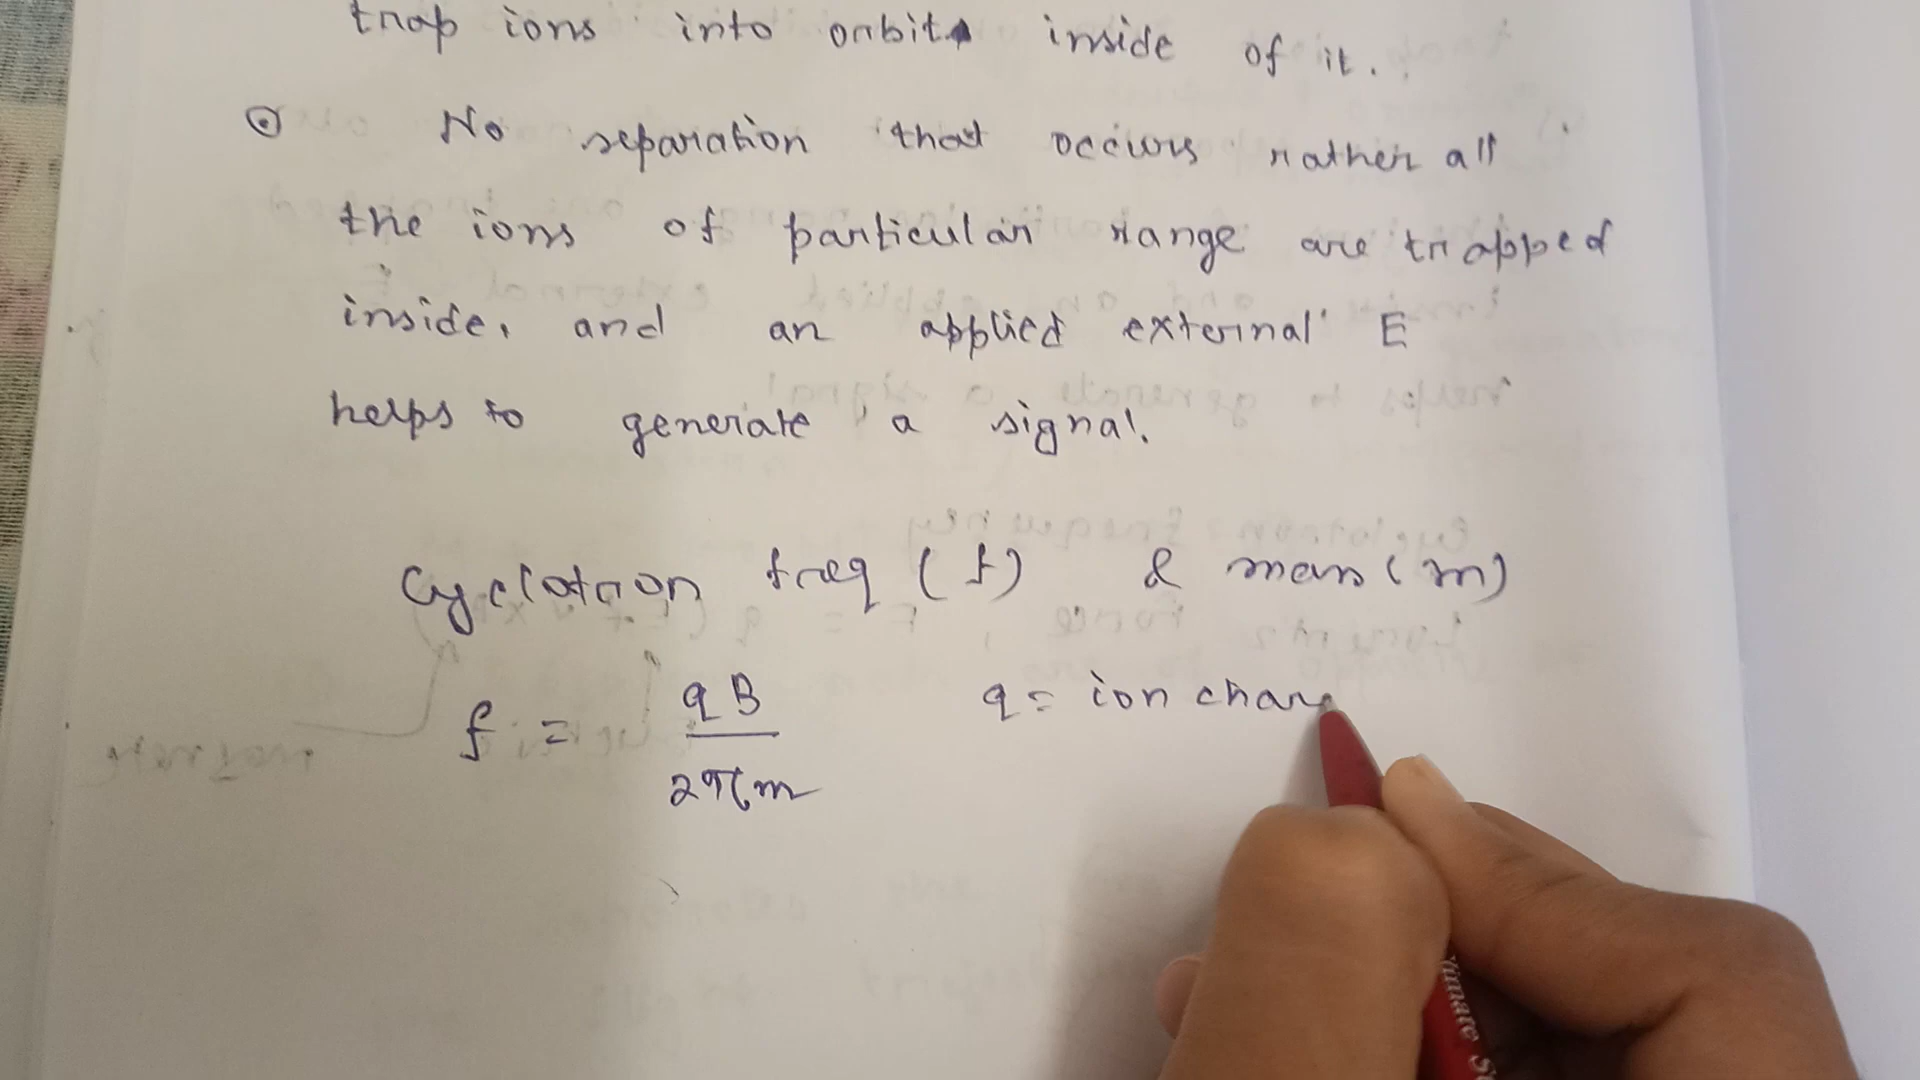 trap ions into orbit inside of it.
No separation that occurs rather all
the ions of particular range are trapped
inside, and an applied external E
helps to generate a signal.
Cyclotron freq (f) & mass (m)
f = qB / 2πm q = ion charg